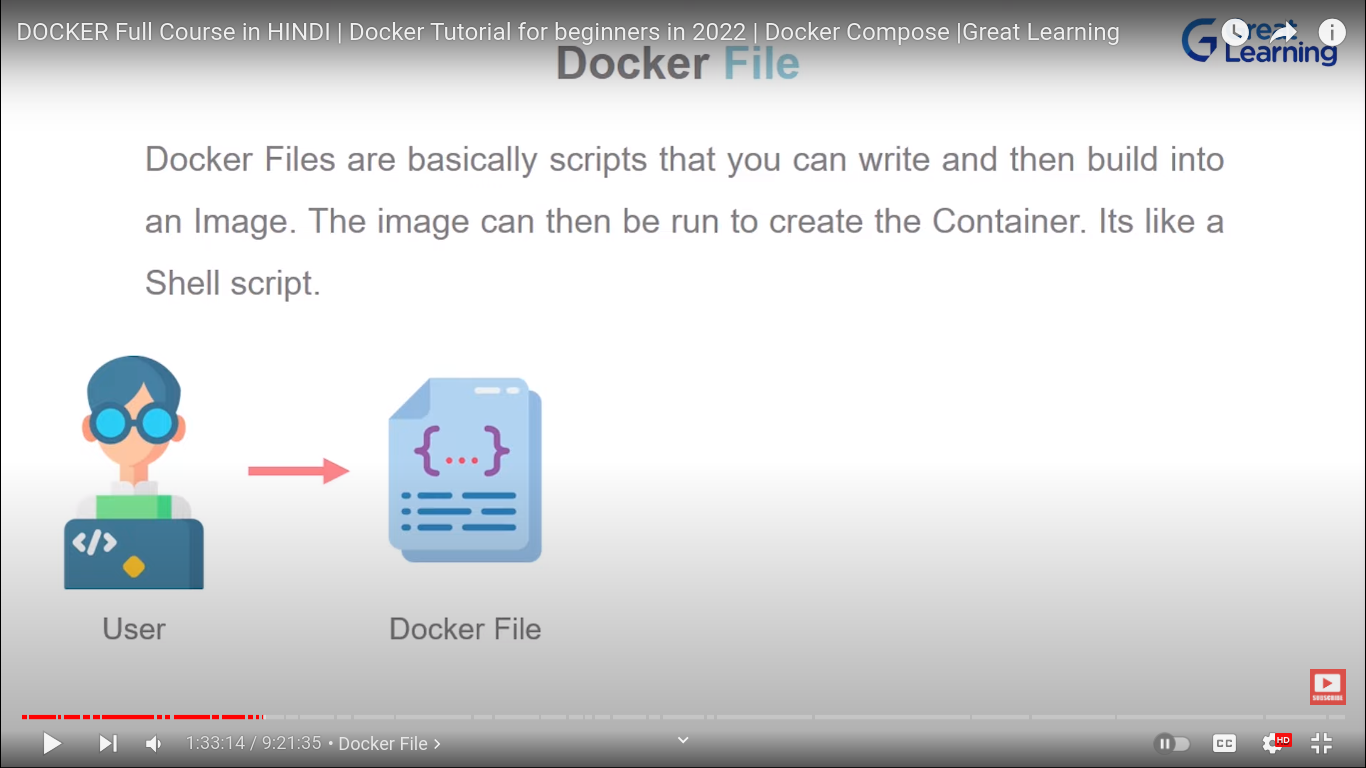 DOCKER Full Course in HINDI | Docker Tutorial for beginners in 2022 | Docker Compose |Great Learning
Great
Learning
Docker File
Docker Files are basically scripts that you can write and then build into
an Image. The image can then be run to create the Container. Its like a
Shell script.
{...}
</>
User
Docker File
SUBSCRIBE
1:33:14 / 9:21:35 • Docker File >
CC
HD